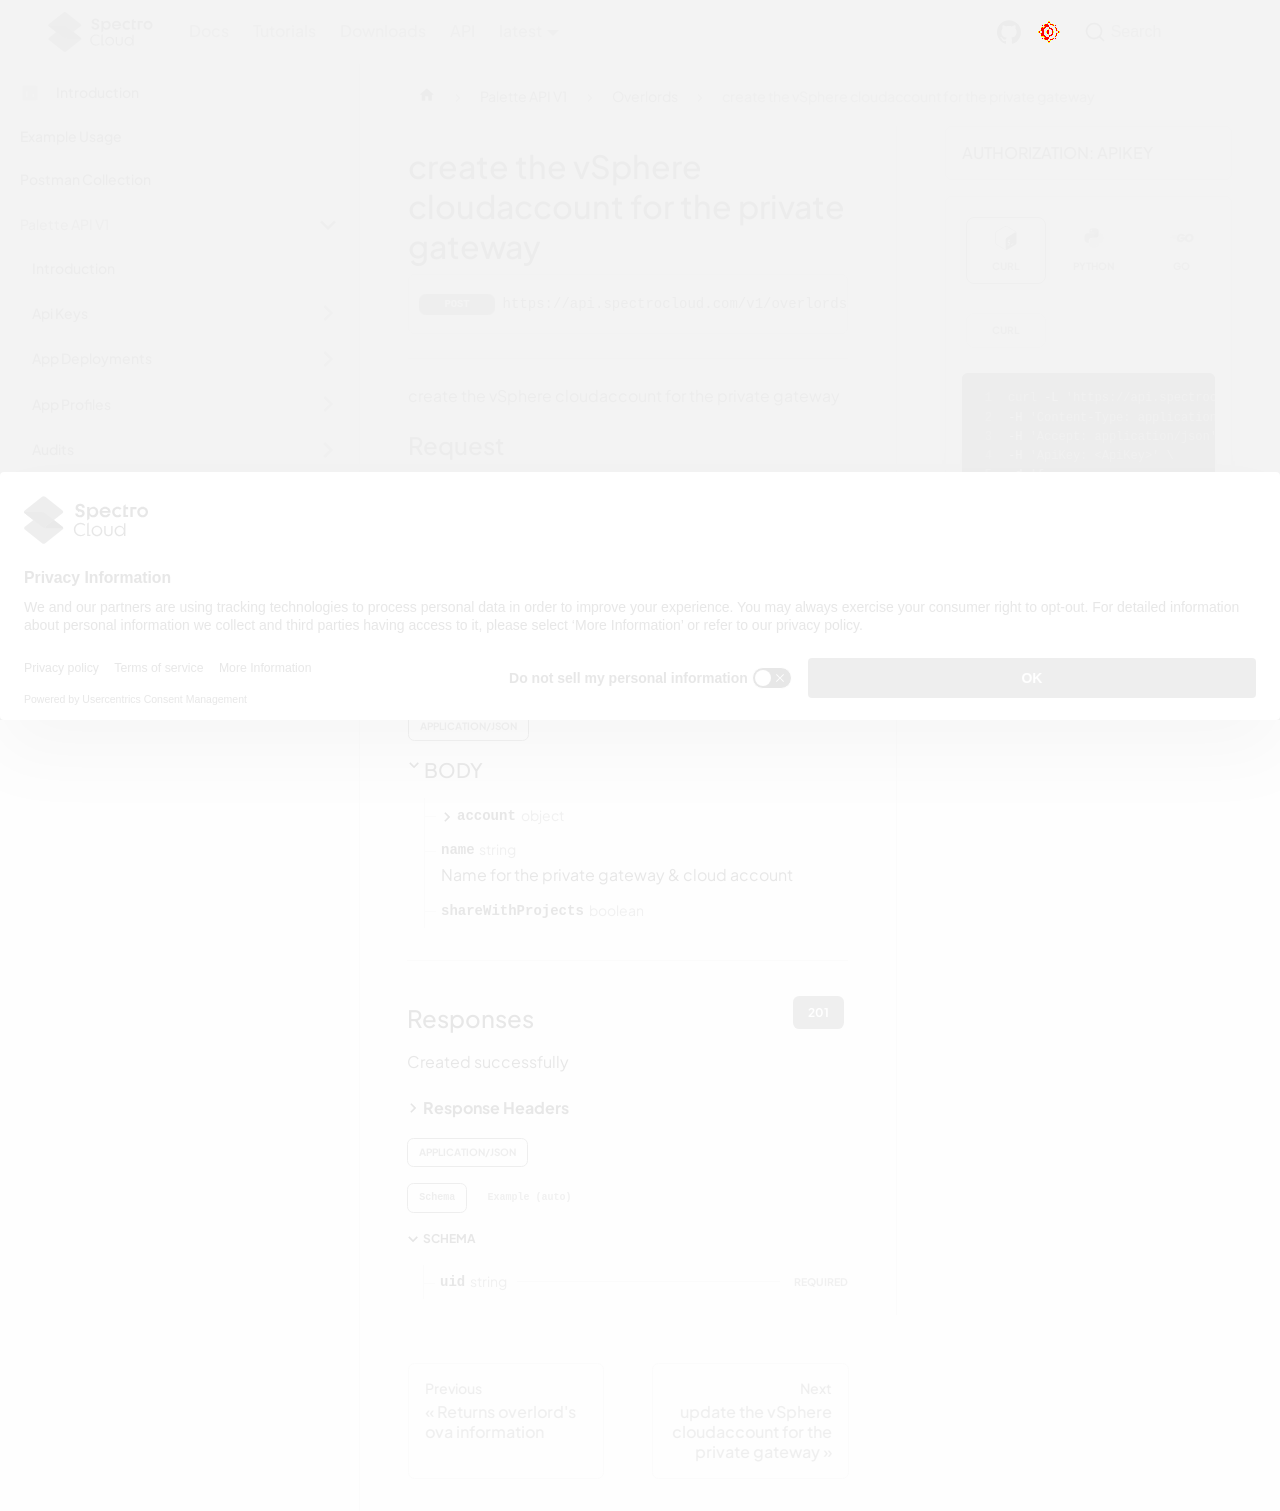 Spectro Cloud
Docs Tutorials Downloads API latest
Search
Introduction
Example Usage
Postman Collection
Palette API V1
Introduction
Api Keys
App Deployments
App Profiles
Audits
Palette API V1
Overlords
create the vSphere cloudaccount for the private gateway
create the vSphere
cloudaccount for the private
gateway
POST
https://api.spectrocloud.com/v1/overlords
create the vSphere cloudaccount for the private gateway
Request
AUTHORIZATION: APIKEY
CURL
PYTHON
GO
CURL
Spectro
Cloud
Privacy Information
We and our partners are using tracking technologies to process personal data in order to improve your experience. You may always exercise your consumer right to opt-out. For detailed information
about personal information we collect and third parties having access to it, please select 'More Information' or refer to our privacy policy.
Privacy policy Terms of service More Information
Powered by Usercentrics Consent Management
Do not sell my personal information
OK
APPLICATION/JSON
BODY
account object
name string
Name for the private gateway & cloud account
shareWithProjects boolean
Responses
201
Created successfully
Response Headers
APPLICATION/JSON
Schema Example (auto)
SCHEMA
uid string REQUIRED
Previous
« Returns overlord's
ova information
Next
update the vSphere
cloudaccount for the
private gateway »